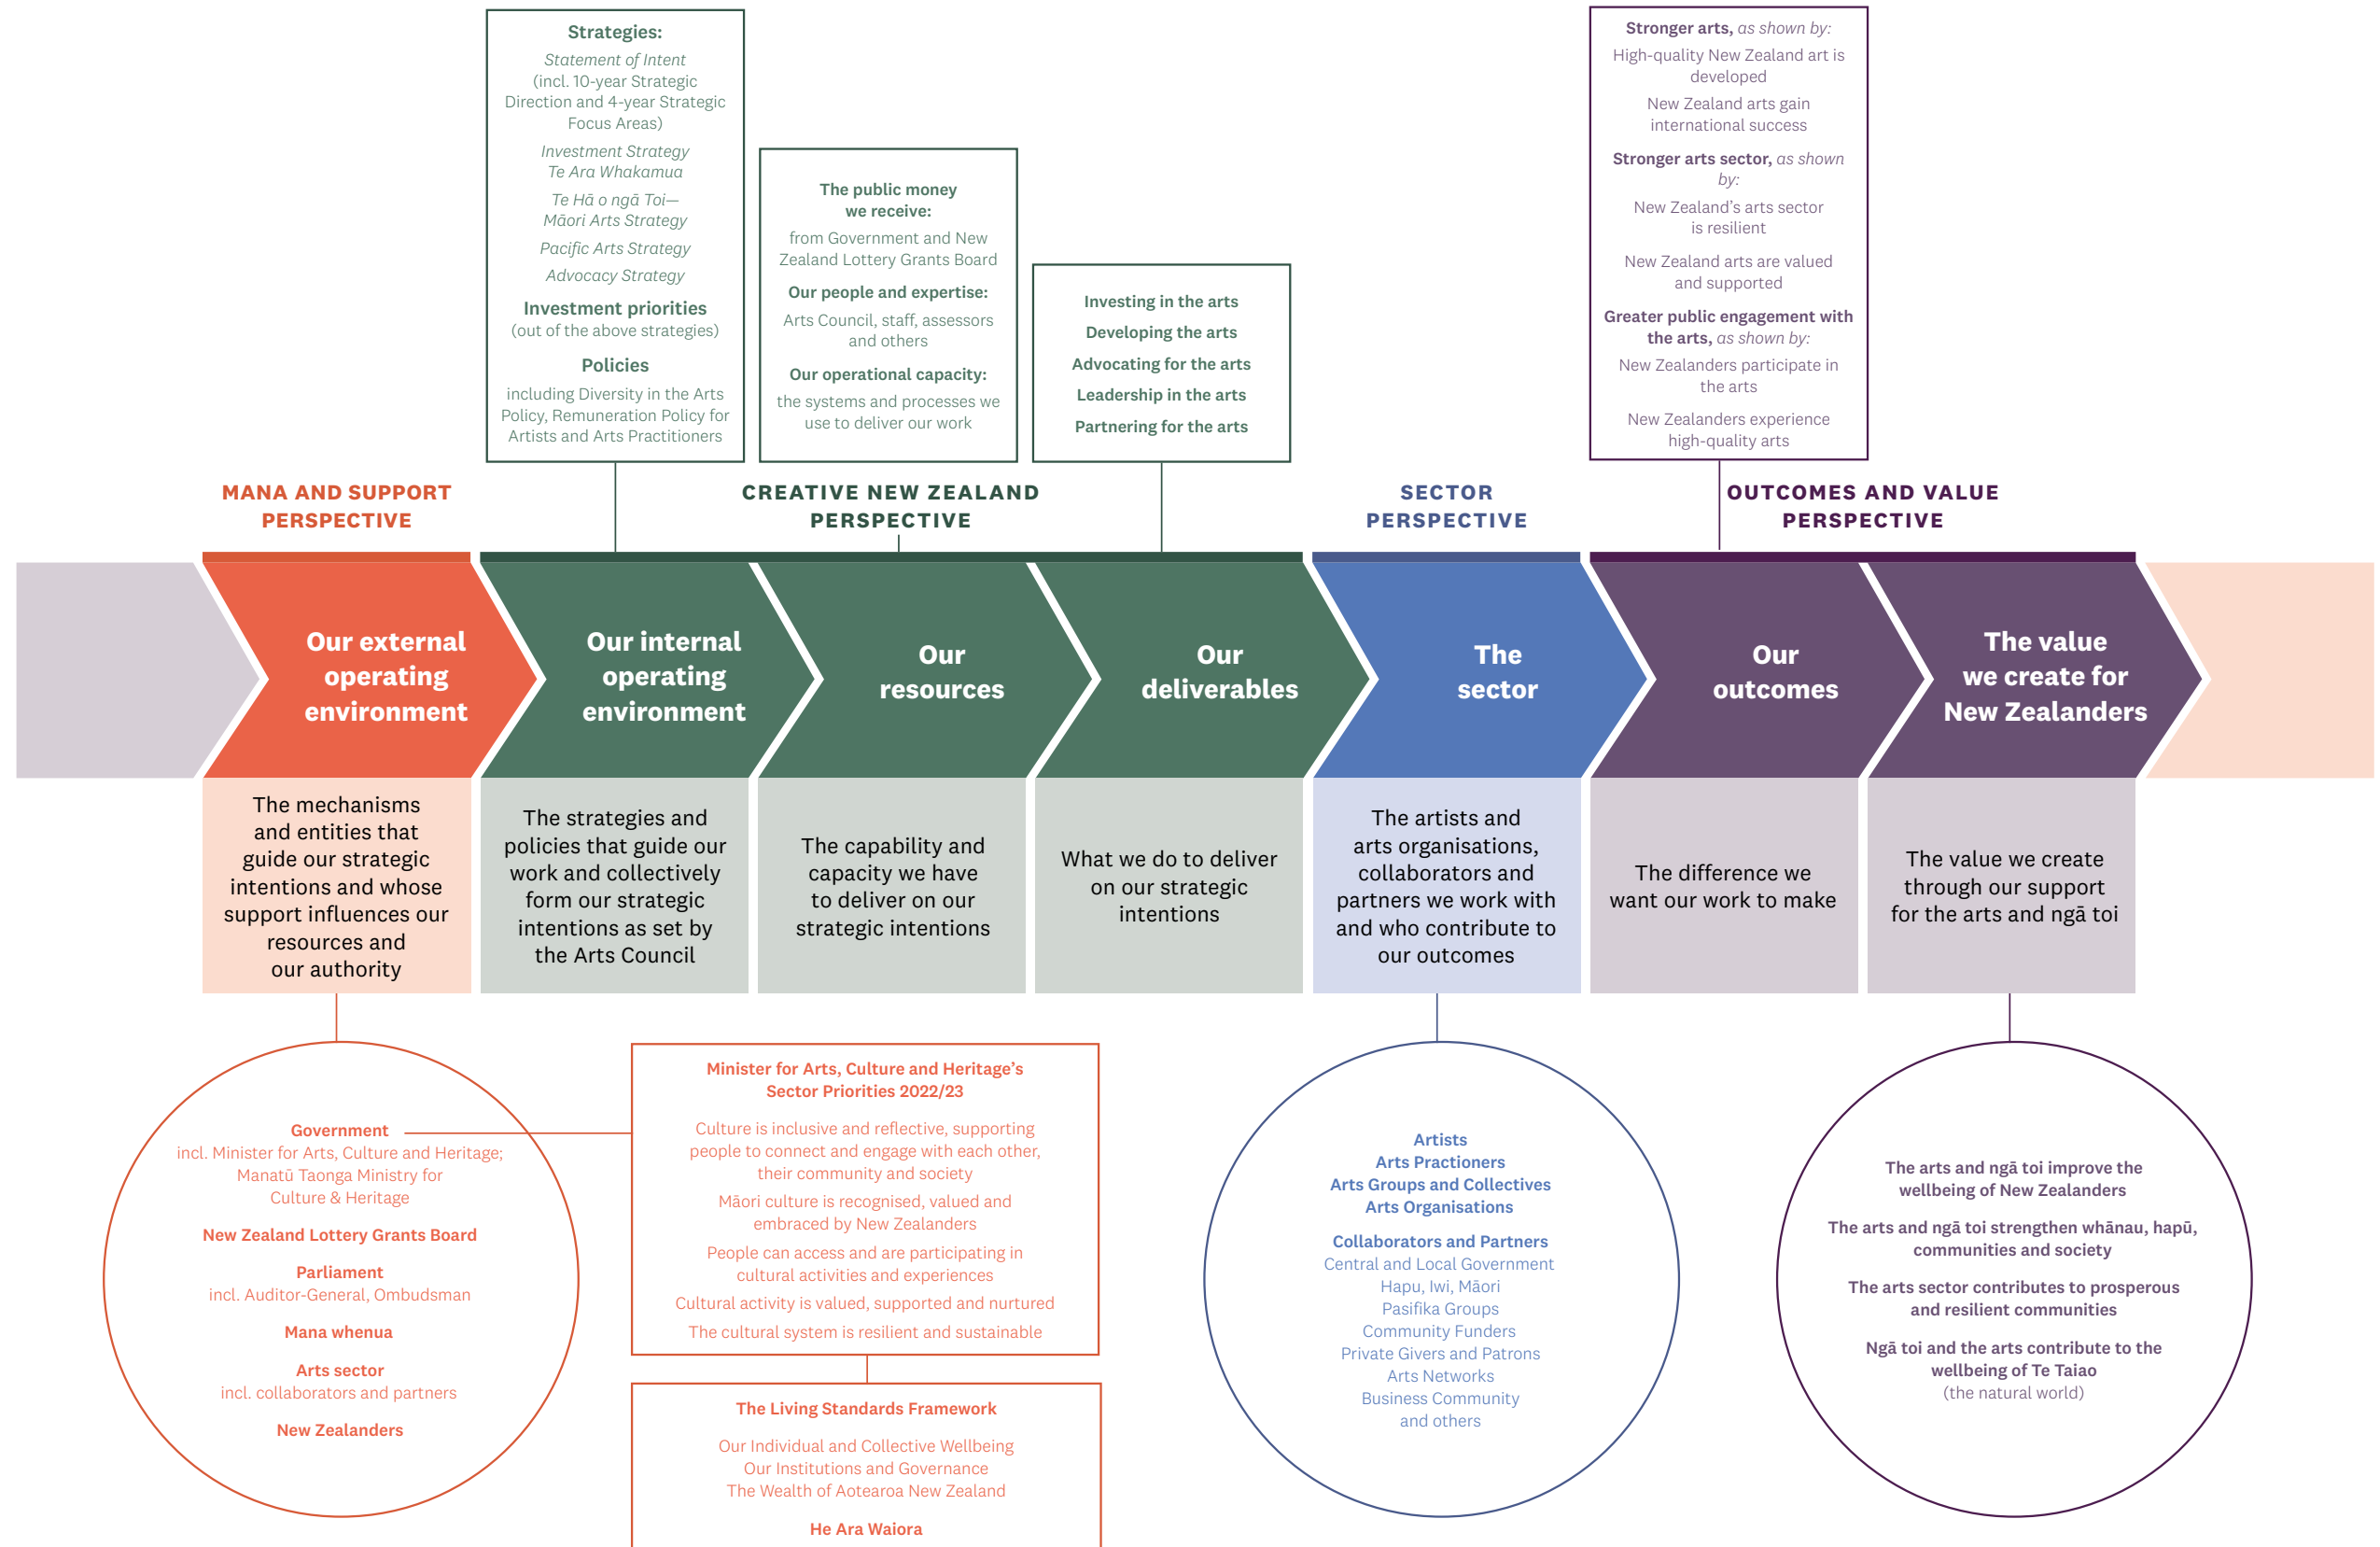 Strategies:
Statement of Intent
(incl. 10-year Strategic
Direction and 4-year Strategic
Focus Areas)
Investment Strategy
Te Ara Whakamua
Te Hā o ngā Toi—
Māori Arts Strategy
Pacific Arts Strategy
Advocacy Strategy
Investment priorities
(out of the above strategies)
Policies
including Diversity in the Arts
Policy, Remuneration Policy for
Artists and Arts Practitioners
The public money
we receive:
from Government and New
Zealand Lottery Grants Board
Our people and expertise:
Arts Council, staff, assessors
and others
Our operational capacity:
the systems and processes we
use to deliver our work
Investing in the arts
Developing the arts
Advocating for the arts
Leadership in the arts
Partnering for the arts
Stronger arts, as shown by:
High-quality New Zealand art is
developed
New Zealand arts gain
international success
Stronger arts sector, as shown
by:
New Zealand’s arts sector
is resilient
New Zealand arts are valued
and supported
Greater public engagement with
the arts, as shown by:
New Zealanders participate in
the arts
New Zealanders experience
high-quality arts
MANA AND SUPPORT
PERSPECTIVE
CREATIVE NEW ZEALAND
PERSPECTIVE
SECTOR
PERSPECTIVE
OUTCOMES AND VALUE
PERSPECTIVE
Our external
operating
environment
Our internal
operating
environment
Our
resources
Our
deliverables
The
sector
Our
outcomes
The value
we create for
New Zealanders
The mechanisms
and entities that
guide our strategic
intentions and whose
support influences our
resources and
our authority
The strategies and
policies that guide our
work and collectively
form our strategic
intentions as set by
the Arts Council
The capability and
capacity we have
to deliver on our
strategic intentions
What we do to deliver
on our strategic
intentions
The artists and
arts organisations,
collaborators and
partners we work with
and who contribute to
our outcomes
The difference we
want our work to make
The value we create
through our support
for the arts and ngā toi
Government
incl. Minister for Arts, Culture and Heritage;
Manatū Taonga Ministry for
Culture & Heritage
New Zealand Lottery Grants Board
Parliament
incl. Auditor-General, Ombudsman
Mana whenua
Arts sector
incl. collaborators and partners
New Zealanders
Minister for Arts, Culture and Heritage’s
Sector Priorities 2022/23
Culture is inclusive and reflective, supporting
people to connect and engage with each other,
their community and society
Māori culture is recognised, valued and
embraced by New Zealanders
People can access and are participating in
cultural activities and experiences
Cultural activity is valued, supported and nurtured
The cultural system is resilient and sustainable
The Living Standards Framework
Our Individual and Collective Wellbeing
Our Institutions and Governance
The Wealth of Aotearoa New Zealand
He Ara Waiora
Artists
Arts Practioners
Arts Groups and Collectives
Arts Organisations
Collaborators and Partners
Central and Local Government
Hapu, Iwi, Māori
Pasifika Groups
Community Funders
Private Givers and Patrons
Arts Networks
Business Community
and others
The arts and ngā toi improve the
wellbeing of New Zealanders
The arts and ngā toi strengthen whānau, hapū,
communities and society
The arts sector contributes to prosperous
and resilient communities
Ngā toi and the arts contribute to the
wellbeing of Te Taiao
(the natural world)